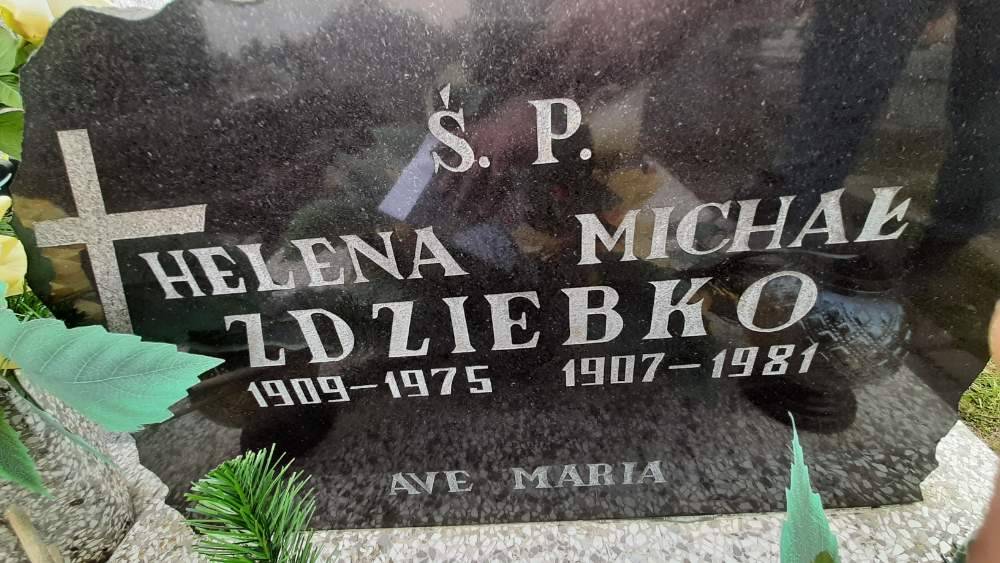 Ś. P.
HELENA MICHAŁ
ZDZIEBKO
1909-1975 1907-1981
AVE MARIA